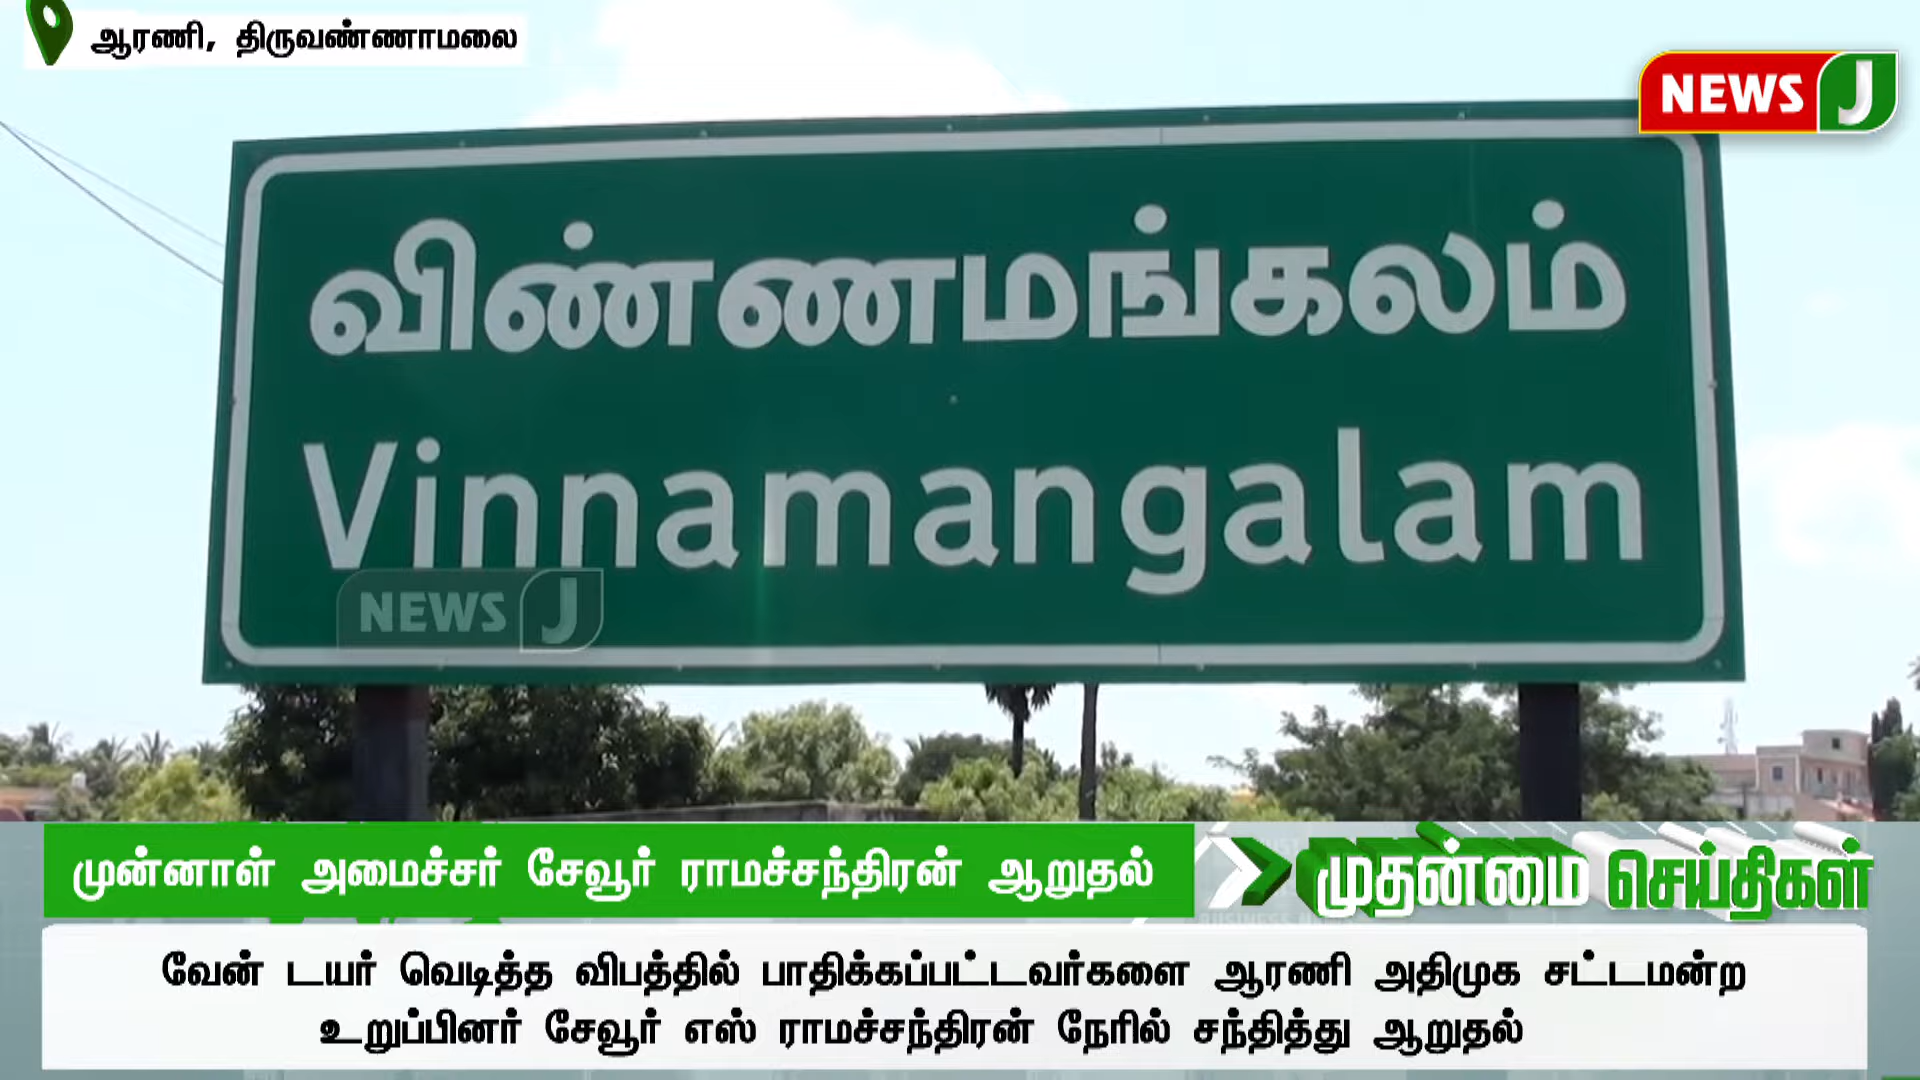 ஆரணி, திருவண்ணாமலை
NEWS J
விண்ணமங்கலம்
Vinnamangalam
NEWS J
முன்னாள் அமைச்சர் சேவூர் ராமச்சந்திரன் ஆறுதல்
முதன்மை செய்திகள்
வேன் டயர் வெடித்த விபத்தில் பாதிக்கப்பட்டவர்களை ஆரணி அதிமுக சட்டமன்ற
உறுப்பினர் சேவூர் எஸ் ராமச்சந்திரன் நேரில் சந்தித்து ஆறுதல்